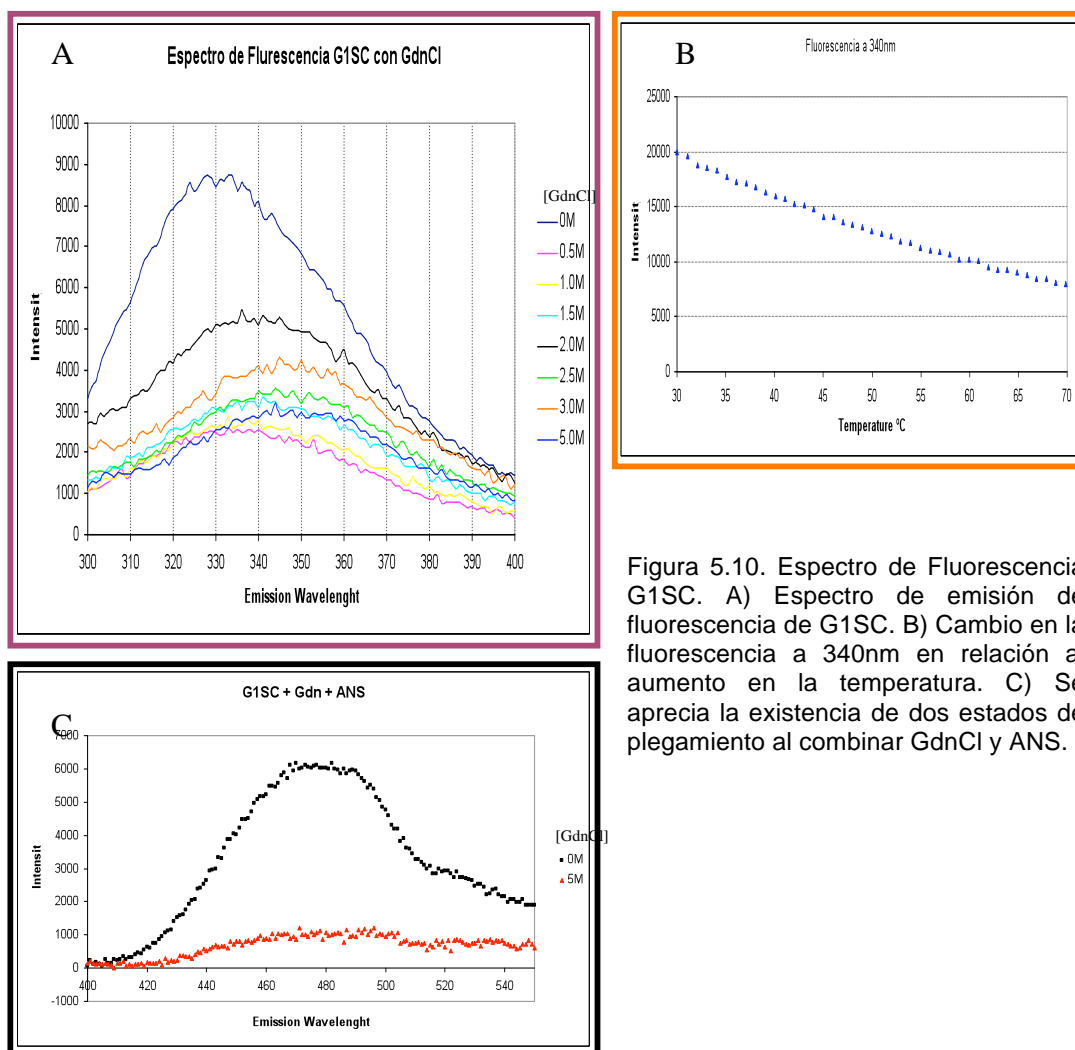 A
Espectro de Flurescencia G1SC con GdnCl
10000
9000
8000
7000
6000
5000
4000
3000
2000
1000
0
Intensit
300 310 320 330 340 350 360 370 380 390 400
Emission Wavelenght
[GdnCl]
0M
0.5M
1.0M
1.5M
2.0M
2.5M
3.0M
5.0M
B
Fluorescencia a 340nm
25000
20000
15000
10000
5000
0
Intensit
30 35 40 45 50 55 60 65 70
Temperature ºC
Figura 5.10. Espectro de Fluorescencia
G1SC. A) Espectro de emisión de
fluorescencia de G1SC. B) Cambio en la
fluorescencia a 340nm en relación a
aumento en la temperatura. C) Se
aprecia la existencia de dos estados de
plegamiento al combinar GdnCl y ANS.
G1SC + Gdn + ANS
C
7000
6000
5000
4000
3000
2000
1000
0
-1000
Intensit
400 420 440 460 480 500 520 540
Emission Wavelenght
[GdnCl]
0M
5M